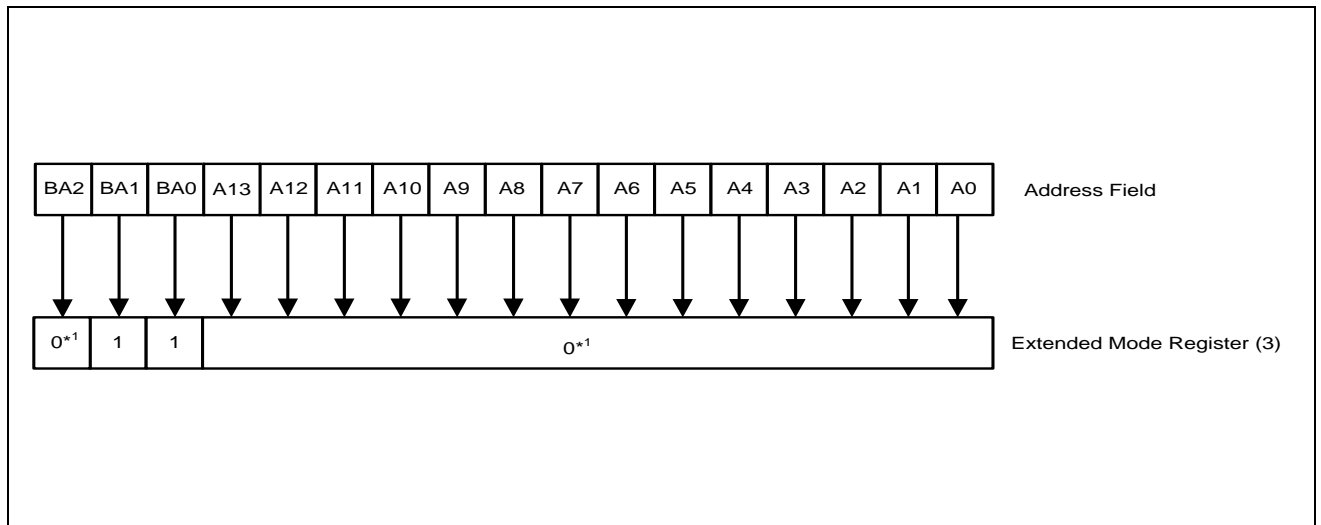 BA2 BA1 BA0 A13 A12 A11 A10 A9 A8 A7 A6 A5 A4 A3 A2 A1 A0 Address Field
0*1 1 1 0*1 Extended Mode Register (3)